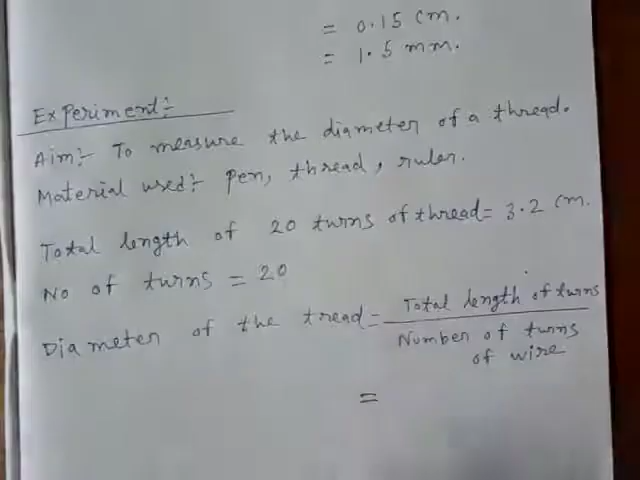 = 0.15 cm.
= 1.5 mm.
Experiment:-
Aim:- To measure the diameter of a thread.
Material used:- Pen, thread, ruler.
Total length of 20 turns of thread = 3.2 cm.
No of turns = 20
Diameter of the tread = Total length of turns
Number of turns
of wire
=